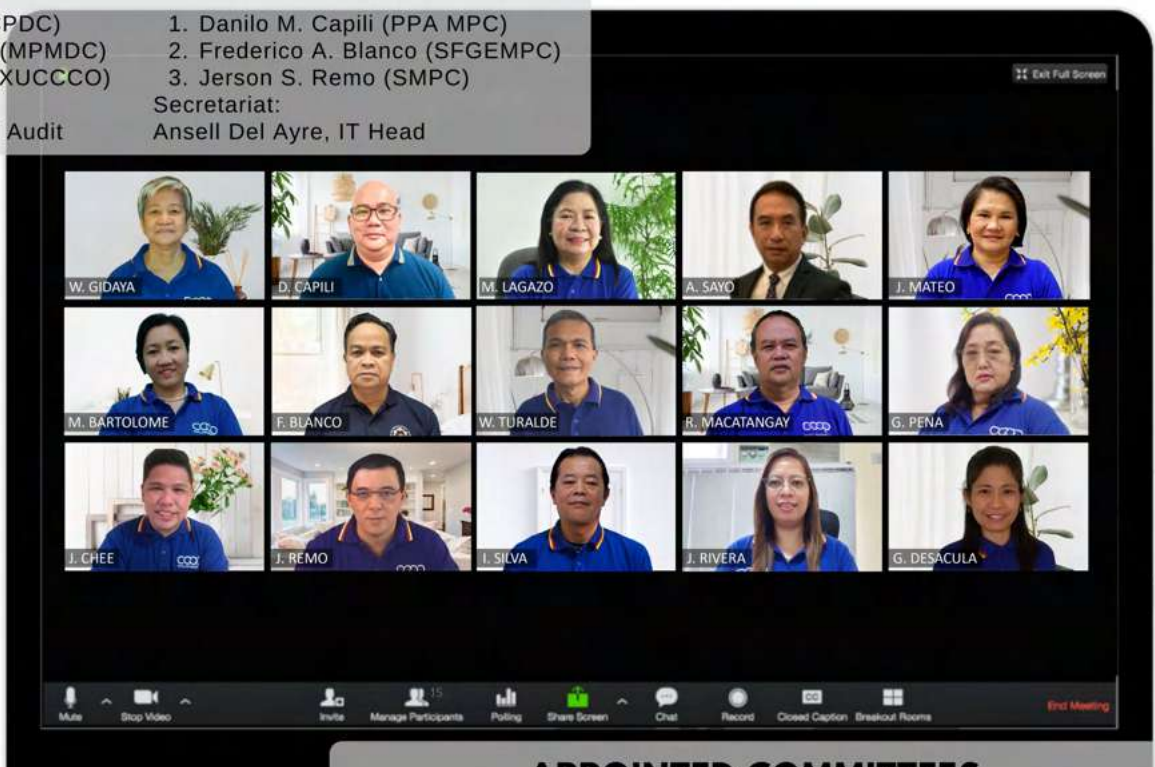 PDC) 1. Danilo M. Capili (PPA MPC)
(MPMDC) 2. Frederico A. Blanco (SFGEMPC)
XUCCCO) 3. Jerson S. Remo (SMPC)
Secretariat:
Audit Ansell Del Ayre, IT Head
Exit Full Screen
W. GIDAYA D. CAPILI M. LAGAZO A. SAYO J. MATEO
M. BARTOLOME F. BLANCO W. TURALDE R. MACATANGAY G. PENA
J. CHEE J. REMO I. SILVA J. RIVERA G. DESACULA
15
Mute Stop Video Invite Manage Participants Polling Share Screen Chat Record Closed Caption Breakout Rooms End Meeting
APPOINTED COMMITTEES